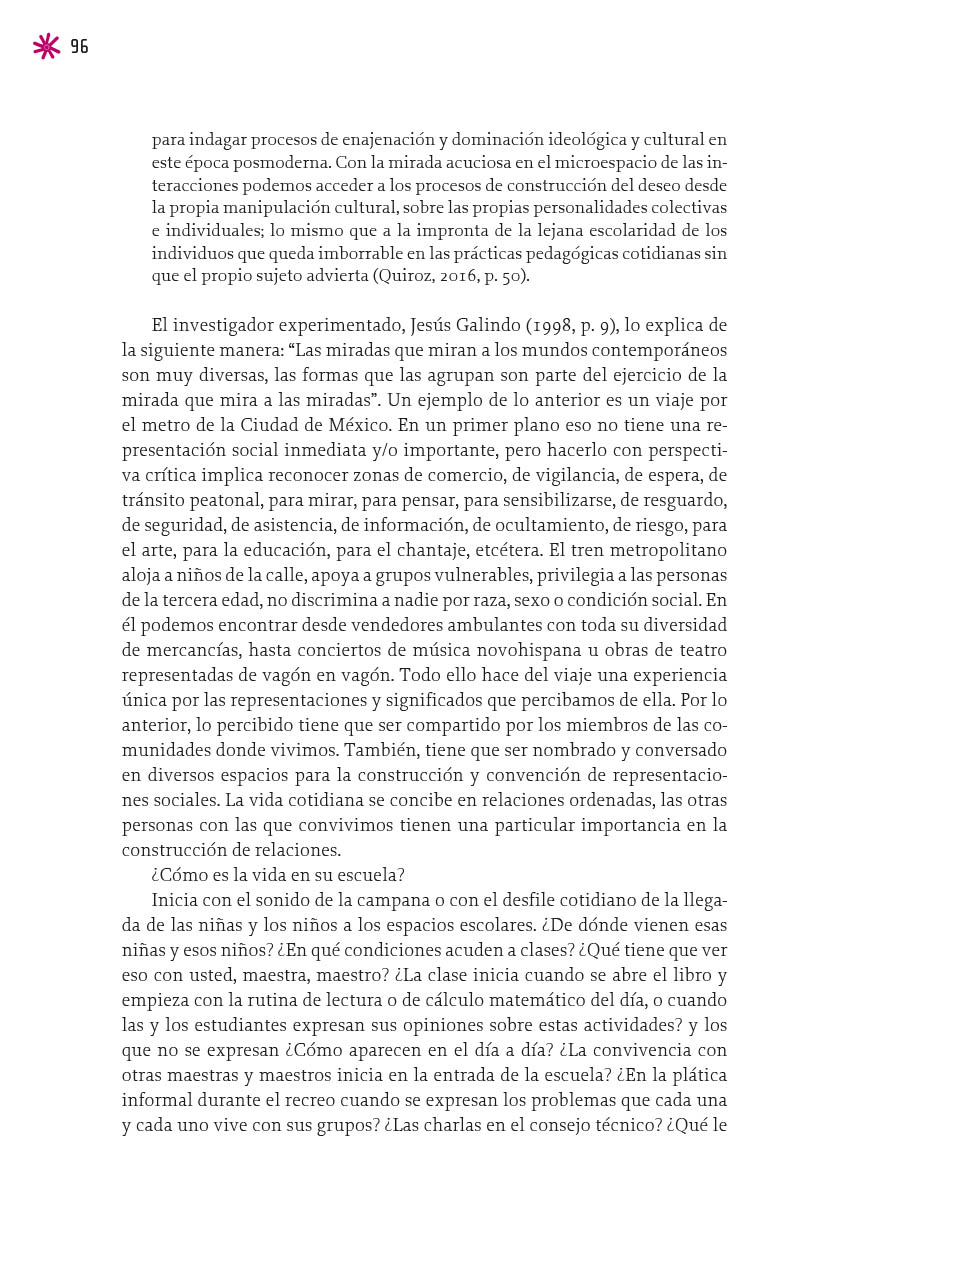 96
para indagar procesos de enajenación y dominación ideológica y cultural en
este época posmoderna. Con la mirada acuciosa en el microespacio de las in-
teracciones podemos acceder a los procesos de construcción del deseo desde
la propia manipulación cultural, sobre las propias personalidades colectivas
e individuales; lo mismo que a la impronta de la lejana escolaridad de los
individuos que queda imborrable en las prácticas pedagógicas cotidianas sin
que el propio sujeto advierta (Quiroz, 2016, p. 50).
El investigador experimentado, Jesús Galindo (1998, p. 9), lo explica de
la siguiente manera: “Las miradas que miran a los mundos contemporáneos
son muy diversas, las formas que las agrupan son parte del ejercicio de la
mirada que mira a las miradas”. Un ejemplo de lo anterior es un viaje por
el metro de la Ciudad de México. En un primer plano eso no tiene una re-
presentación social inmediata y/o importante, pero hacerlo con perspecti-
va crítica implica reconocer zonas de comercio, de vigilancia, de espera, de
tránsito peatonal, para mirar, para pensar, para sensibilizarse, de resguardo,
de seguridad, de asistencia, de información, de ocultamiento, de riesgo, para
el arte, para la educación, para el chantaje, etcétera. El tren metropolitano
aloja a niños de la calle, apoya a grupos vulnerables, privilegia a las personas
de la tercera edad, no discrimina a nadie por raza, sexo o condición social. En
él podemos encontrar desde vendedores ambulantes con toda su diversidad
de mercancías, hasta conciertos de música novohispana u obras de teatro
representadas de vagón en vagón. Todo ello hace del viaje una experiencia
única por las representaciones y significados que percibamos de ella. Por lo
anterior, lo percibido tiene que ser compartido por los miembros de las co-
munidades donde vivimos. También, tiene que ser nombrado y conversado
en diversos espacios para la construcción y convención de representacio-
nes sociales. La vida cotidiana se concibe en relaciones ordenadas, las otras
personas con las que convivimos tienen una particular importancia en la
construcción de relaciones.
¿Cómo es la vida en su escuela?
Inicia con el sonido de la campana o con el desfile cotidiano de la llega-
da de las niñas y los niños a los espacios escolares. ¿De dónde vienen esas
niñas y esos niños? ¿En qué condiciones acuden a clases? ¿Qué tiene que ver
eso con usted, maestra, maestro? ¿La clase inicia cuando se abre el libro y
empieza con la rutina de lectura o de cálculo matemático del día, o cuando
las y los estudiantes expresan sus opiniones sobre estas actividades? y los
que no se expresan ¿Cómo aparecen en el día a día? ¿La convivencia con
otras maestras y maestros inicia en la entrada de la escuela? ¿En la plática
informal durante el recreo cuando se expresan los problemas que cada una
y cada uno vive con sus grupos? ¿Las charlas en el consejo técnico? ¿Qué le